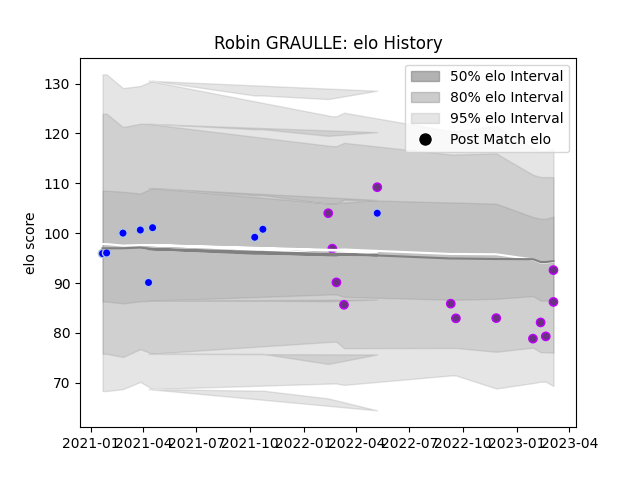 Robin GRAULLE: elo History
50% elo Interval
80% elo Interval
95% elo Interval
Post Match elo
elo score
130
120
110
100
90
80
70
2021-01 2021-04 2021-07 2021-10 2022-01 2022-04 2022-07 2022-10 2023-01 2023-04